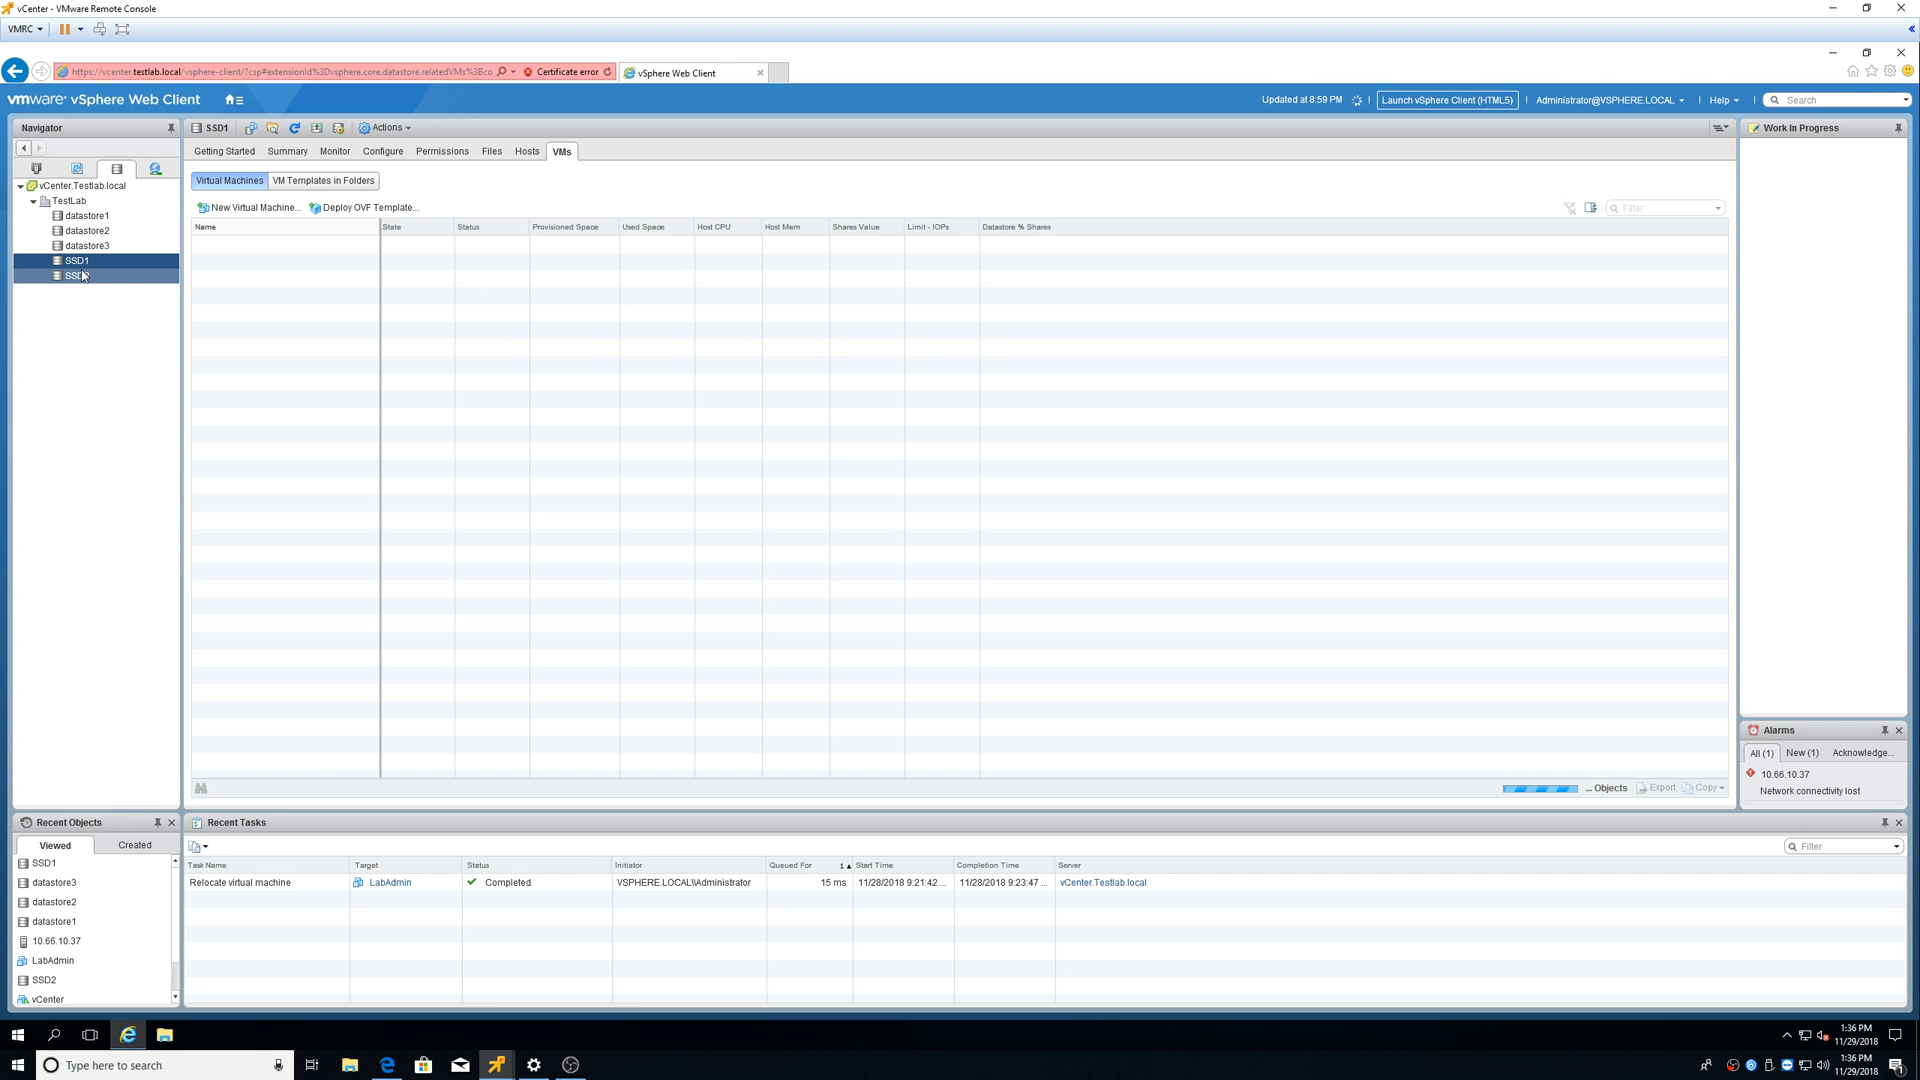 vCenter - VMware Remote Console
VMRC
https://vcenter.testlab.local/vsphere-client/?csp#extensionId%3Dvsphere.core.datastore.relatedVMs%3Bco
Certificate error
vSphere Web Client
vmware® vSphere Web Client
Updated at 8:59 PM
Launch vSphere Client (HTML5)
Administrator@VSPHERE.LOCAL
Help
Search
Navigator
vCenter.Testlab.local
TestLab
datastore1
datastore2
datastore3
SSD1
SSD1
Actions
Getting Started
Summary
Monitor
Configure
Permissions
Files
Hosts
VMs
Virtual Machines
VM Templates in Folders
New Virtual Machine...
Deploy OVF Template...
Filter
Name
State
Status
Provisioned Space
Used Space
Host CPU
Host Mem
Shares Value
Limit - IOPs
Datastore % Shares
... Objects
Export
Copy
Work In Progress
Alarms
All (1)
New (1)
Acknowledge...
10.66.10.37
Network connectivity lost
Recent Objects
Viewed
Created
SSD1
datastore3
datastore2
datastore1
10.66.10.37
LabAdmin
SSD2
vCenter
Recent Tasks
Filter
Task Name
Target
Status
Initiator
Queued For
1
Start Time
Completion Time
Server
Relocate virtual machine
LabAdmin
Completed
VSPHERE.LOCAL\\Administrator
15 ms
11/28/2018 9:21:42 ...
11/28/2018 9:23:47 ...
vCenter.Testlab.local
1:36 PM
11/29/2018
Type here to search
1:36 PM
11/29/2018
1